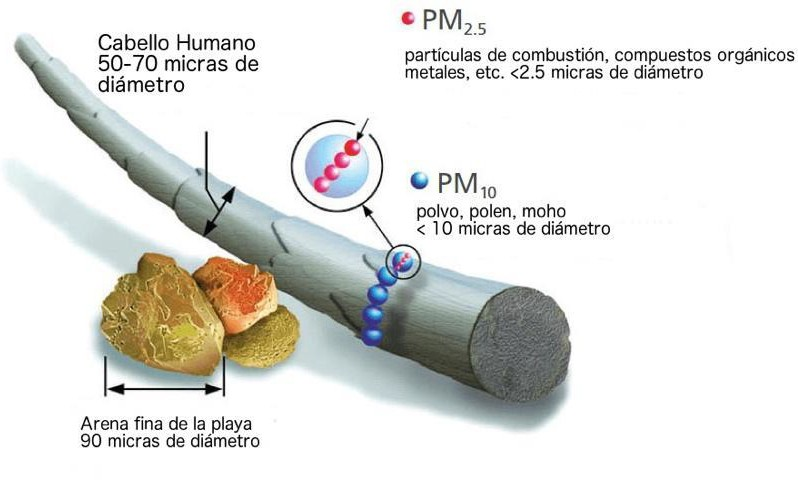 Cabello Humano
50-70 micras de
diámetro
PM2.5
partículas de combustión, compuestos orgánicos
metales, etc. <2.5 micras de diámetro
PM10
polvo, polen, moho
< 10 micras de diámetro
Arena fina de la playa
90 micras de diámetro